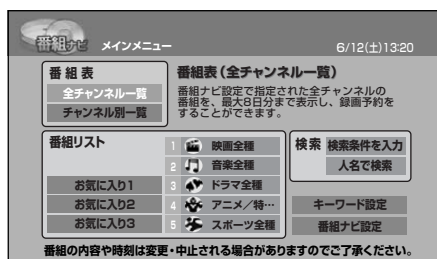 番組ナビ メインメニュー 6/12(土)13:20
番組表
全チャンネル一覧
チャンネル別一覧
番組表(全チャンネル一覧)
番組ナビ設定で指定された全チャンネルの
番組を、最大8日分まで表示し、録画予約を
することができます。
番組リスト
お気に入り1
お気に入り2
お気に入り3
1 映画全種
2 音楽全種
3 ドラマ全種
4 アニメ/特…
5 スポーツ全種
検索 検索条件を入力
人名で検索
キーワード設定
番組ナビ設定
番組の内容や時刻は変更・中止される場合がありますのでご了承ください。